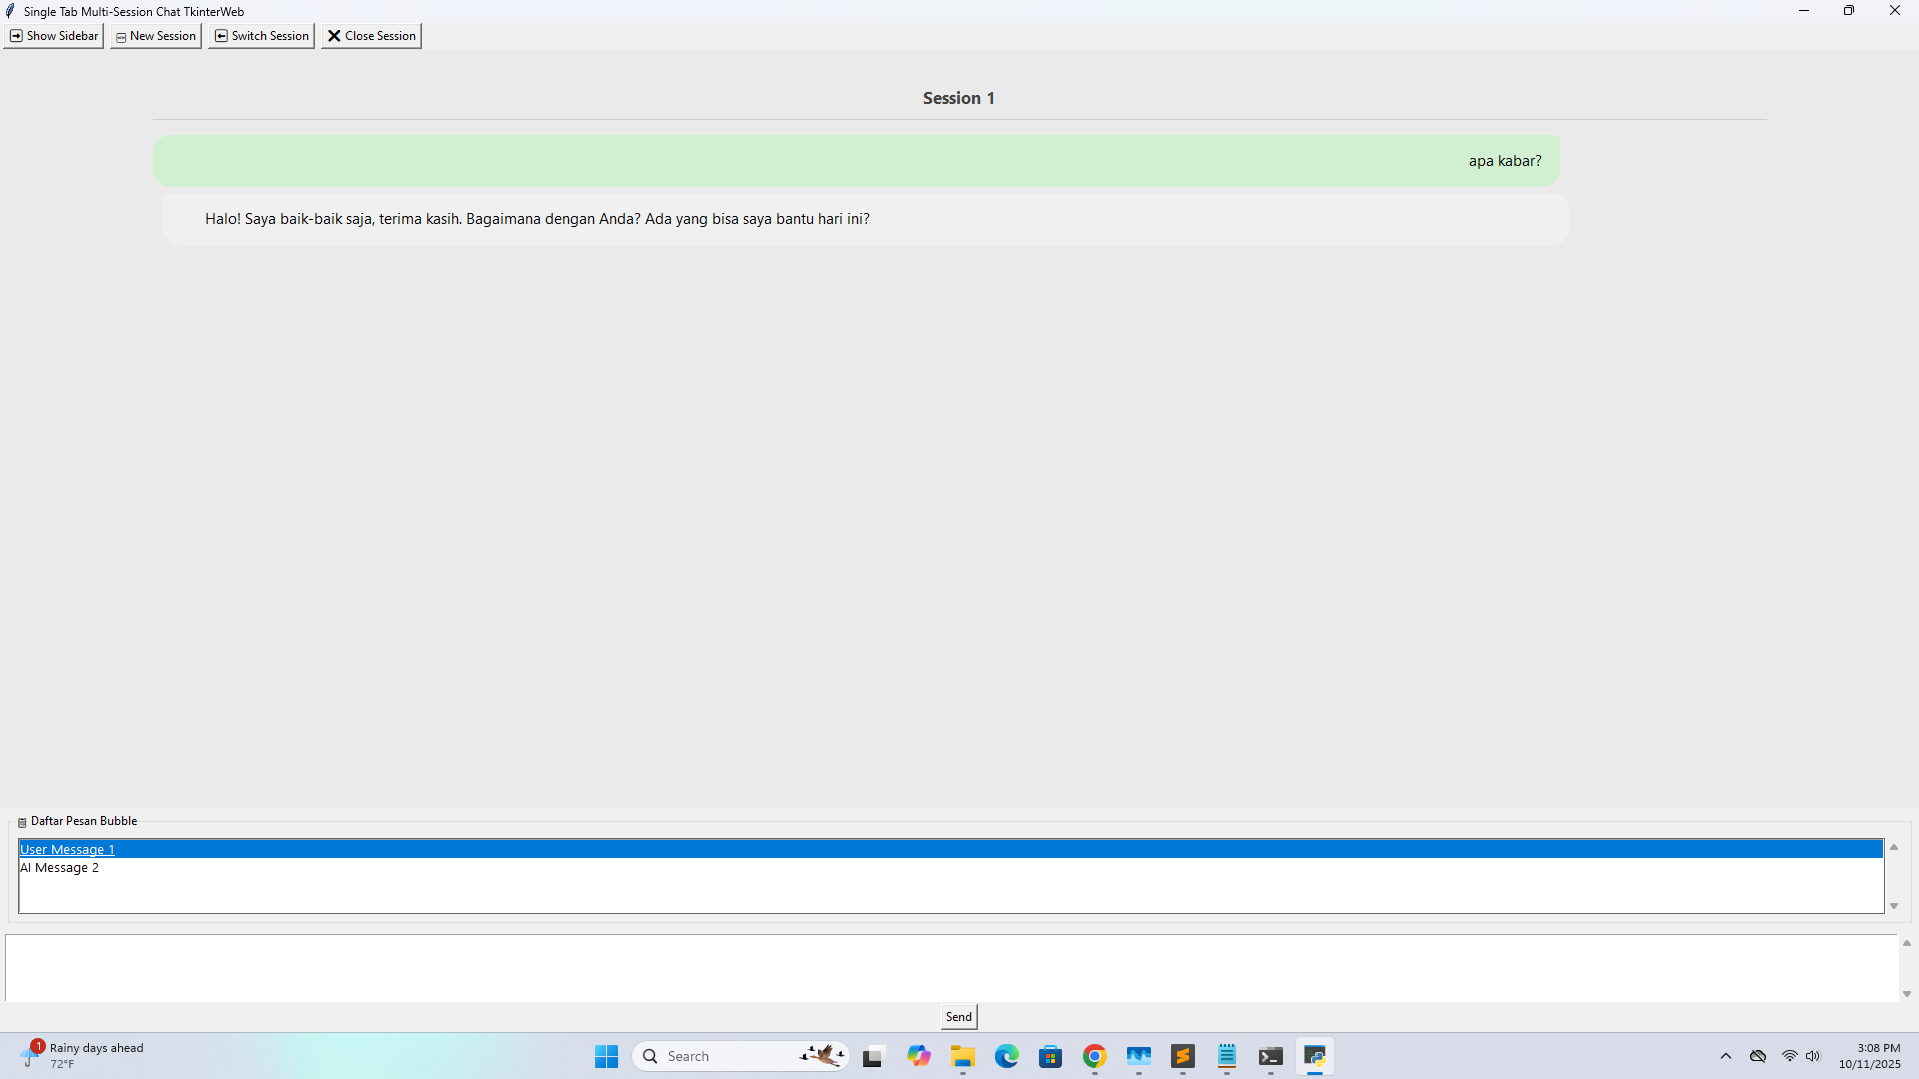 Single Tab Multi-Session Chat TkinterWeb
Show Sidebar
New Session
Switch Session
Close Session
Session 1
apa kabar?
Halo! Saya baik-baik saja, terima kasih. Bagaimana dengan Anda? Ada yang bisa saya bantu hari ini?
Daftar Pesan Bubble
User Message 1
AI Message 2
Send
1
Rainy days ahead
72°F
Search
3:08 PM
10/11/2025